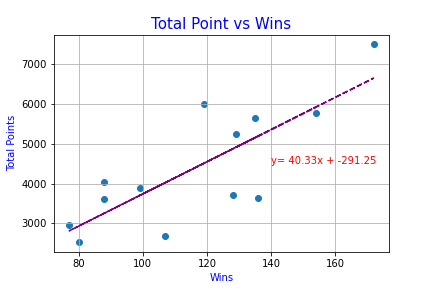 Total Point vs Wins
Total Points
7000
6000
5000
4000
3000
y= 40.33x + -291.25
80 100 120 140 160
Wins